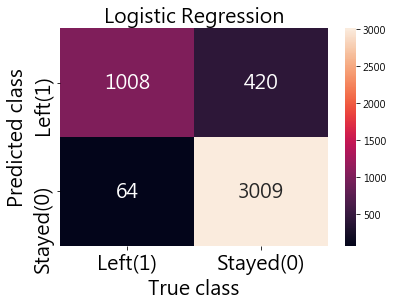 Logistic Regression
Predicted class
Left(1)
Stayed(0)
1008
420
64
3009
Left(1)
Stayed(0)
True class
3000
2500
2000
1500
1000
500